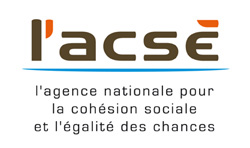 l'acsé
l'agence nationale pour
la cohésion sociale
et l'égalité des chances